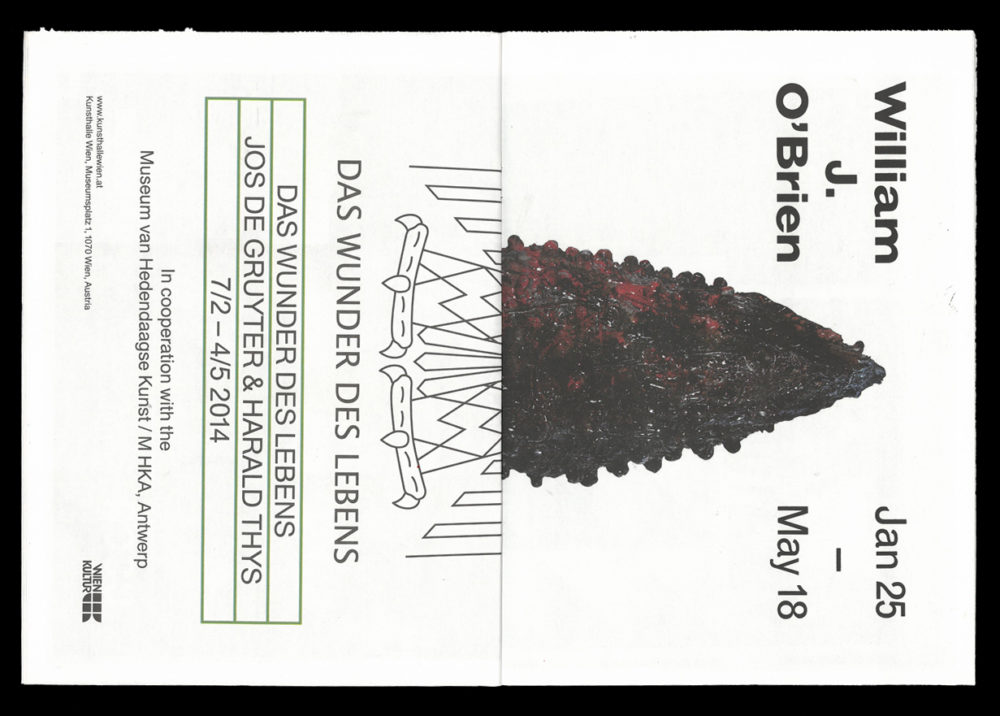 William
J.
O’Brien
Jan 25
–
May 18
DAS WUNDER DES LEBENS
DAS WUNDER DES LEBENS
JOS DE GRUYTER & HARALD THYS
7/2 – 4/5 2014
In cooperation with the
Museum van Hedendaagse Kunst / M HKA, Antwerp
www.kunsthallewien.at
Kunsthalle Wien, Museumsplatz 1, 1070 Wien, Austria
WIEN
KULTUR